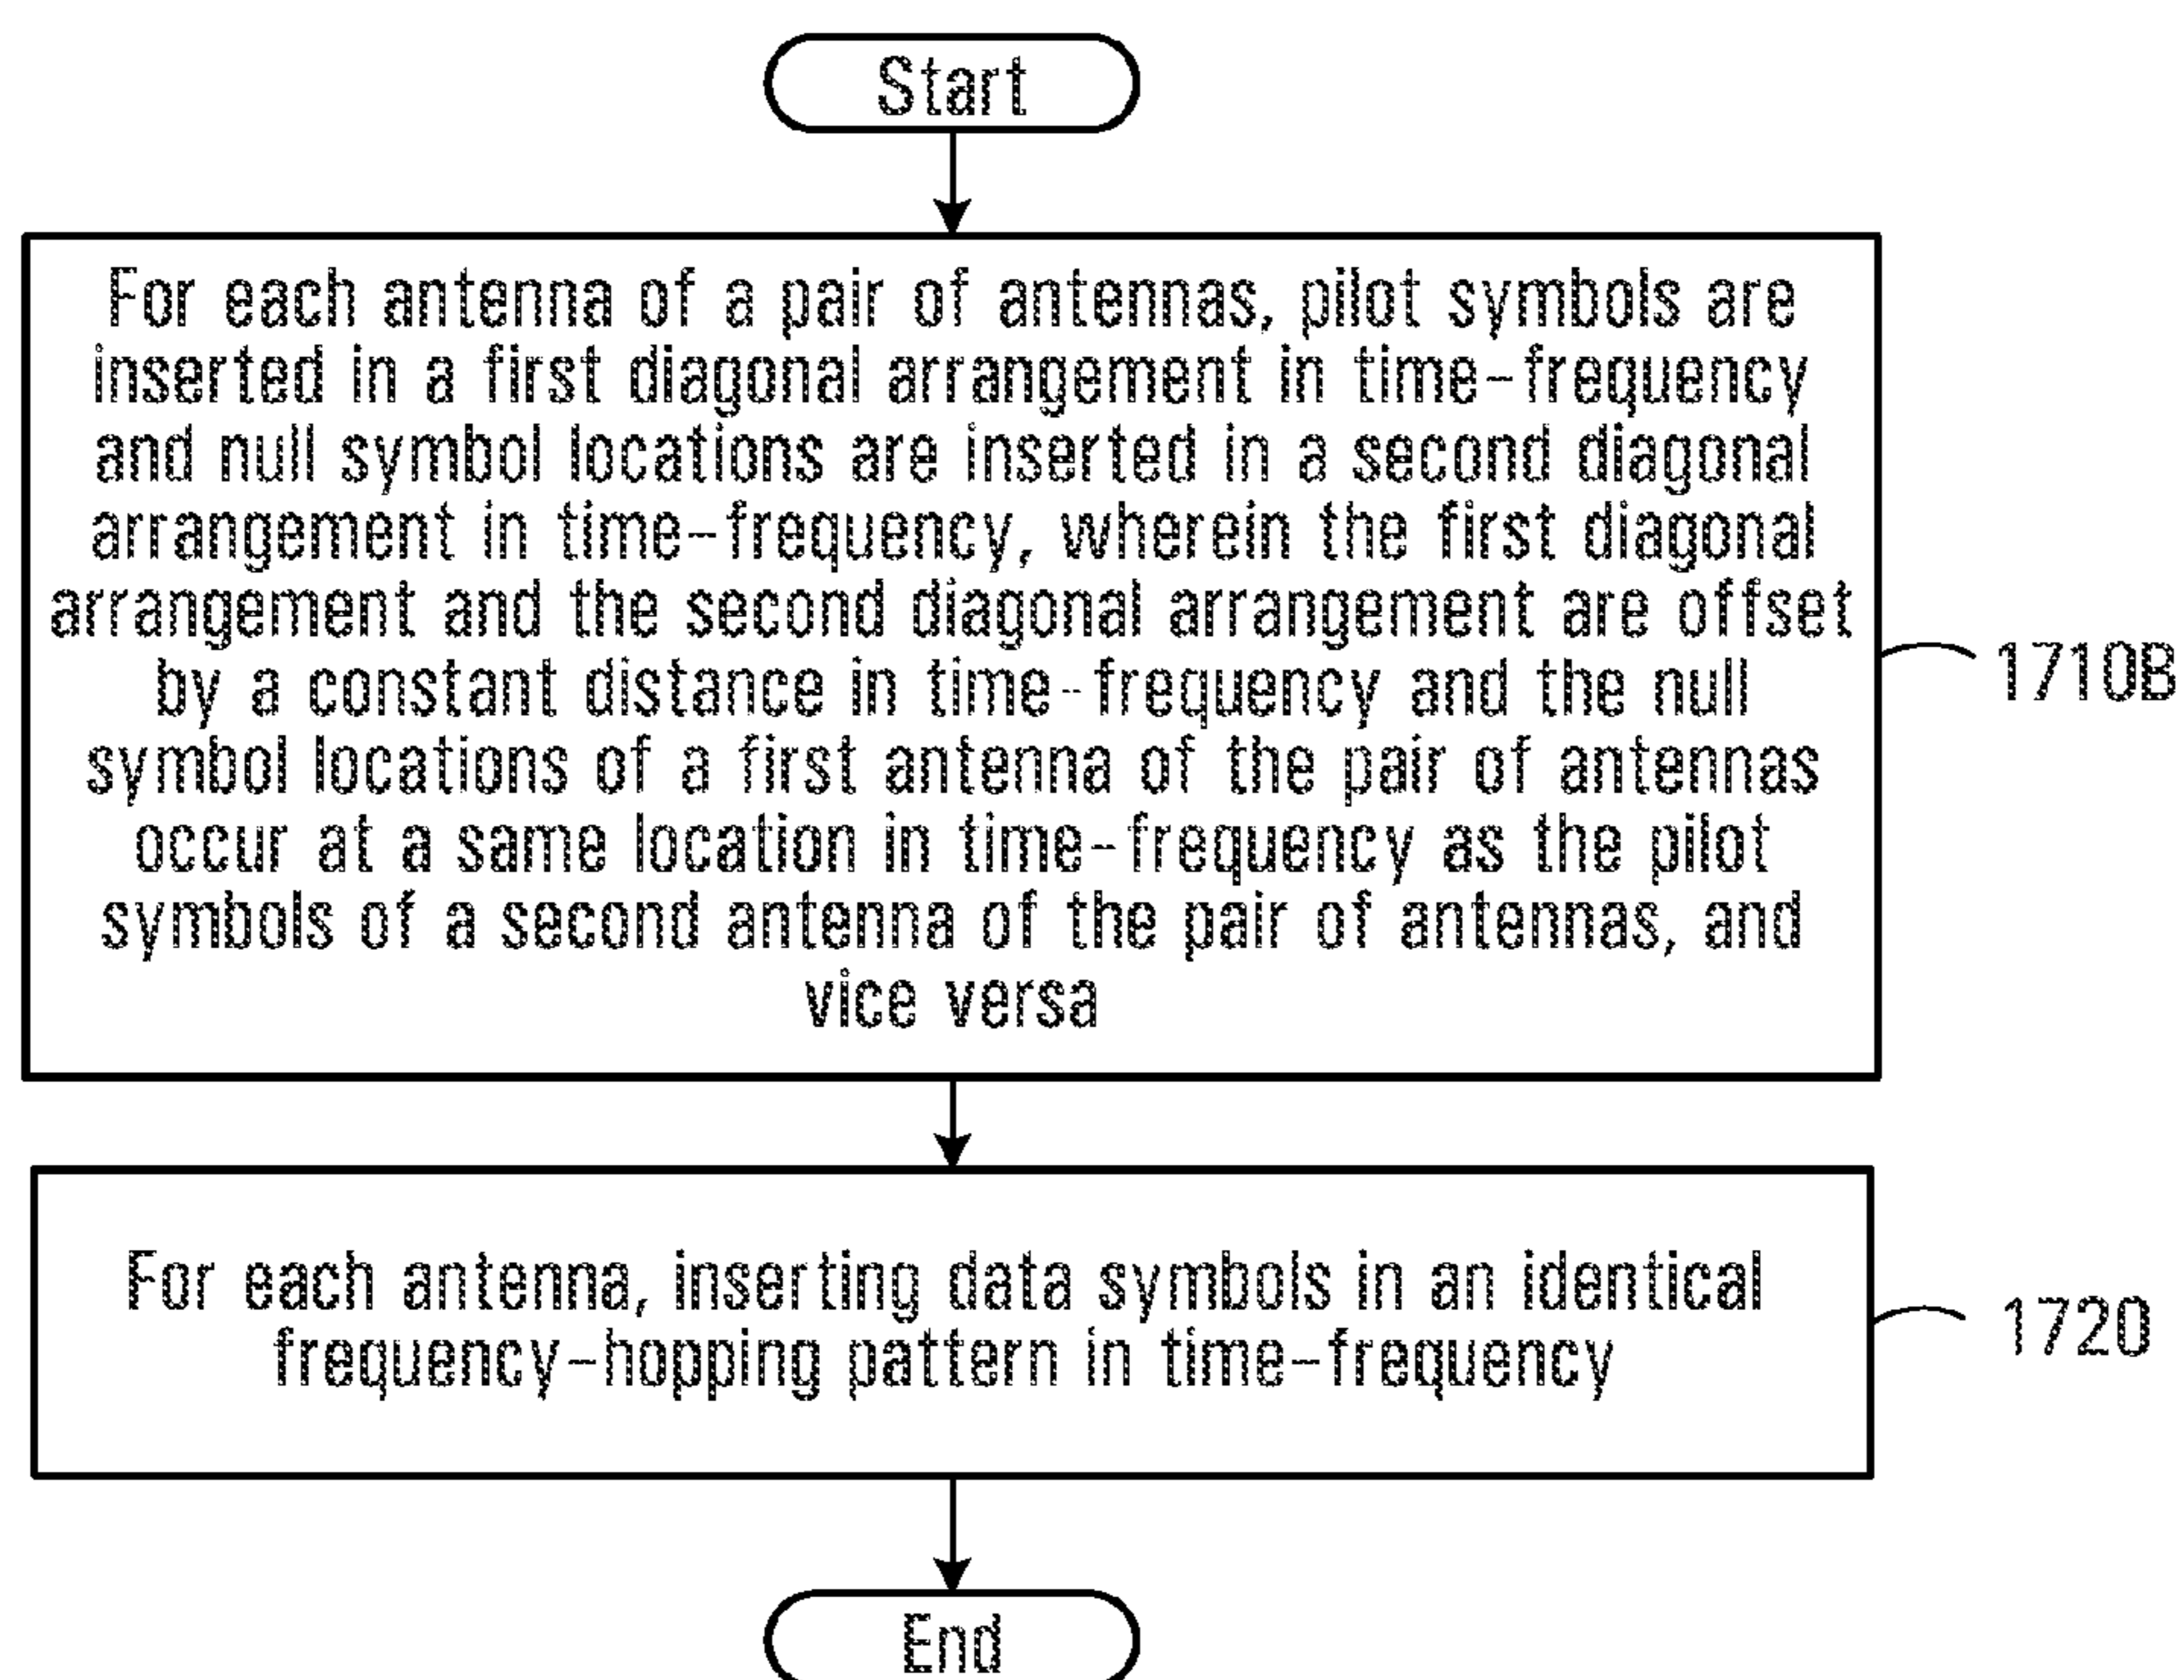 Start
For each antenna of a pair of antennas, pilot symbols are
inserted in a first diagonal arrangement in time-frequency
and null symbol locations are inserted in a second diagonal
arrangement in time-frequency, wherein the first diagonal
arrangement and the second diagonal arrangement are offset
by a constant distance in time-frequency and the null
symbol locations of a first antenna of the pair of antennas
occur at a same location in time-frequency as the pilot
symbols of a second antenna of the pair of antennas, and
vice versa
1710B
For each antenna, inserting data symbols in an identical
frequency-hopping pattern in time-frequency
1720
End